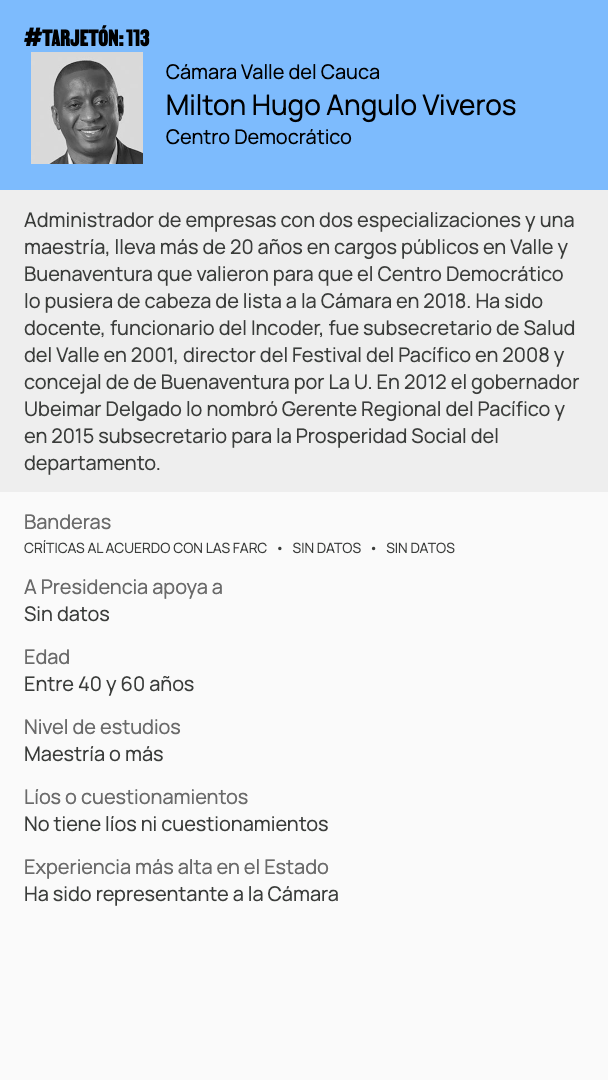 #TARJETÓN: 113
Cámara Valle del Cauca
Milton Hugo Angulo Viveros
Centro Democrático
Administrador de empresas con dos especializaciones y una
maestría, lleva más de 20 años en cargos públicos en Valle y
Buenaventura que valieron para que el Centro Democrático
lo pusiera de cabeza de lista a la Cámara en 2018. Ha sido
docente, funcionario del Incoder, fue subsecretario de Salud
del Valle en 2001, director del Festival del Pacífico en 2008 y
concejal de de Buenaventura por La U. En 2012 el gobernador
Ubeimar Delgado lo nombró Gerente Regional del Pacífico y
en 2015 subsecretario para la Prosperidad Social del
departamento.
Banderas
CRÍTICAS AL ACUERDO CON LAS FARC • SIN DATOS • SIN DATOS
A Presidencia apoya a
Sin datos
Edad
Entre 40 y 60 años
Nivel de estudios
Maestría o más
Líos o cuestionamientos
No tiene líos ni cuestionamientos
Experiencia más alta en el Estado
Ha sido representante a la Cámara